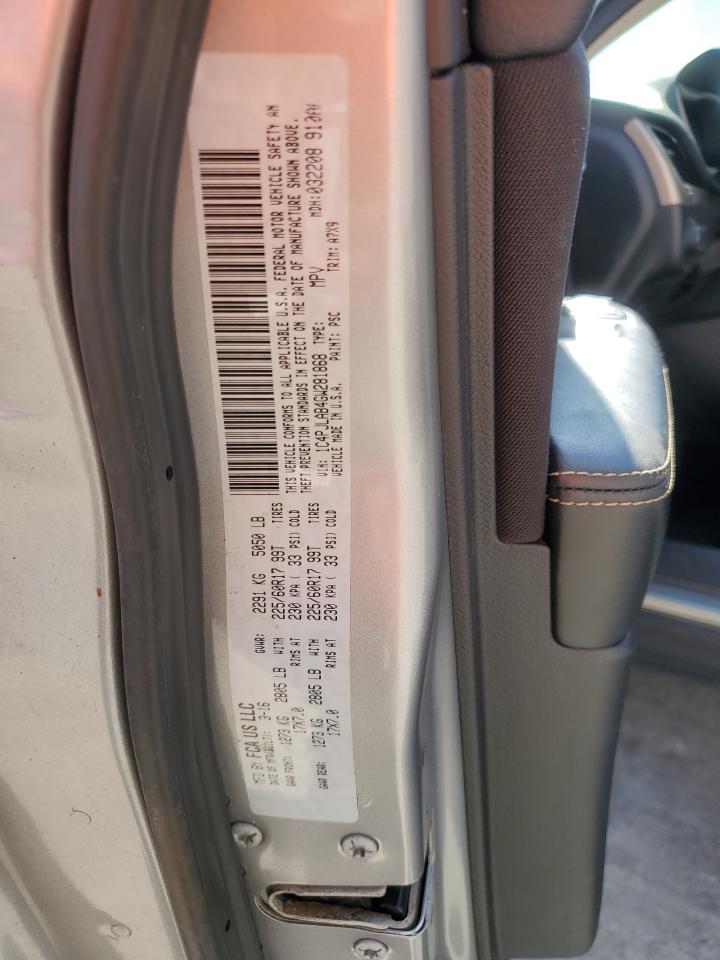 MFD BY FCA US LLC
DATE OF MFR: 3-16 GVWR: 2291 KG 5050 LB
GAWR FRONT: 1273 KG 2805 LB WITH 225/60R17 99T TIRES
17X7.0 RIMS AT 230 KPA ( 33 PSI) COLD
GAWR REAR: 1273 KG 2805 LB WITH 225/60R17 99T TIRES
17X7.0 RIMS AT 230 KPA ( 33 PSI) COLD
THIS VEHICLE CONFORMS TO ALL APPLICABLE U.S.A. FEDERAL MOTOR VEHICLE SAFETY AN
THEFT PREVENTION STANDARDS IN EFFECT ON THE DATE OF MANUFACTURE SHOWN ABOVE.
VIN: 1C4PJLAB4GW281868 TYPE: MPV MDH: 032208 910AY
VEHICLE MADE IN U.S.A. PAINT: PSC TRIM: A7X9